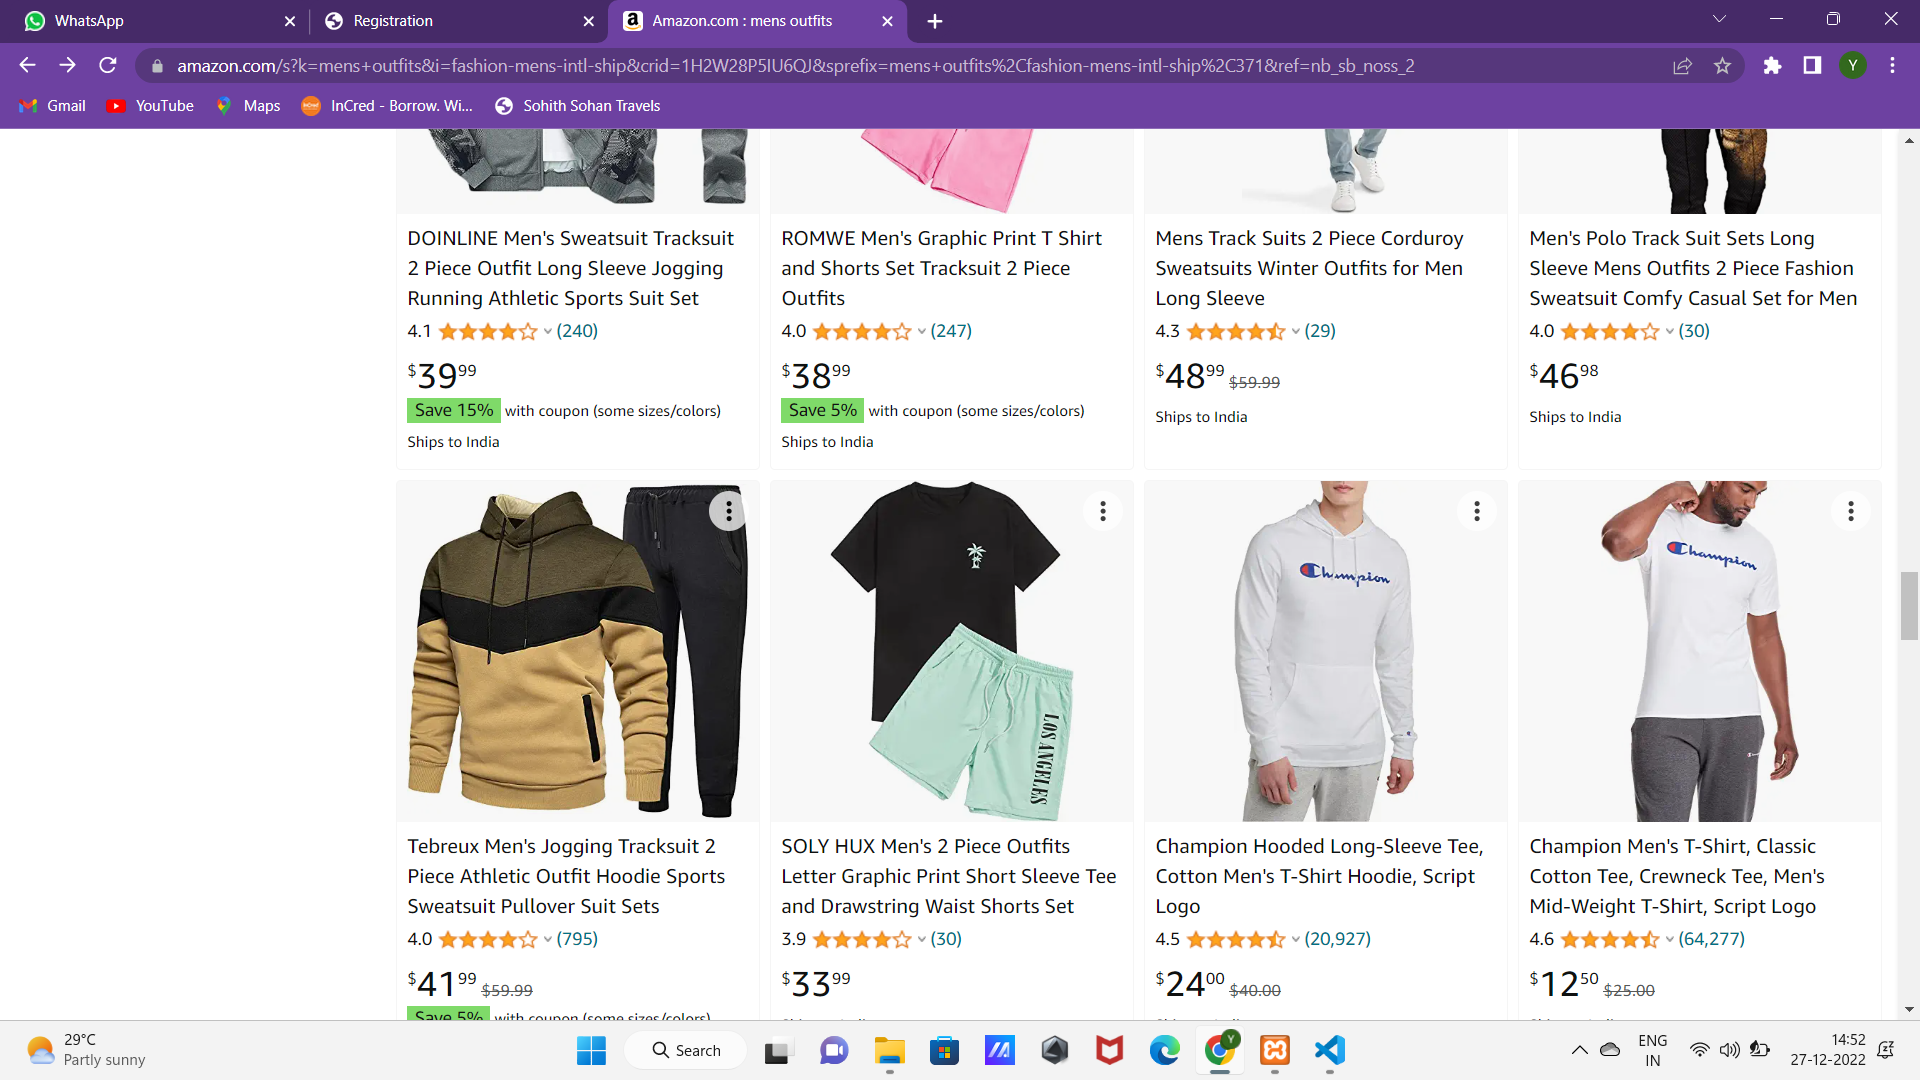 WhatsApp
Registration
Amazon.com : mens outfits
amazon.com/s?k=mens+outfits&i=fashion-mens-intl-ship&crid=1H2W28P5IU6QJ&sprefix=mens+outfits%2Cfashion-mens-intl-ship%2C371&ref=nb_sb_noss_2
Y
Gmail
YouTube
Maps
InCred - Borrow. Wi...
Sohith Sohan Travels
DOINLINE Men's Sweatsuit Tracksuit
2 Piece Outfit Long Sleeve Jogging
Running Athletic Sports Suit Set
4.1 (240)
$39.99
Save 15% with coupon (some sizes/colors)
Ships to India
ROMWE Men's Graphic Print T Shirt
and Shorts Set Tracksuit 2 Piece
Outfits
4.0 (247)
$38.99
Save 5% with coupon (some sizes/colors)
Ships to India
Mens Track Suits 2 Piece Corduroy
Sweatsuits Winter Outfits for Men
Long Sleeve
4.3 (29)
$48.99 $59.99
Ships to India
Men's Polo Track Suit Sets Long
Sleeve Mens Outfits 2 Piece Fashion
Sweatsuit Comfy Casual Set for Men
4.0 (30)
$46.98
Ships to India
LOS ANGELES
Champion
Champion
Tebreux Men's Jogging Tracksuit 2
Piece Athletic Outfit Hoodie Sports
Sweatsuit Pullover Suit Sets
4.0 (795)
$41.99 $59.99
Save 5% with coupon (some sizes/colors)
SOLY HUX Men's 2 Piece Outfits
Letter Graphic Print Short Sleeve Tee
and Drawstring Waist Shorts Set
3.9 (30)
$33.99
Champion Hooded Long-Sleeve Tee,
Cotton Men's T-Shirt Hoodie, Script
Logo
4.5 (20,927)
$24.00 $40.00
Champion Men's T-Shirt, Classic
Cotton Tee, Crewneck Tee, Men's
Mid-Weight T-Shirt, Script Logo
4.6 (64,277)
$12.50 $25.00
29°C
Partly sunny
Search
Y
ENG
IN
14:52
27-12-2022